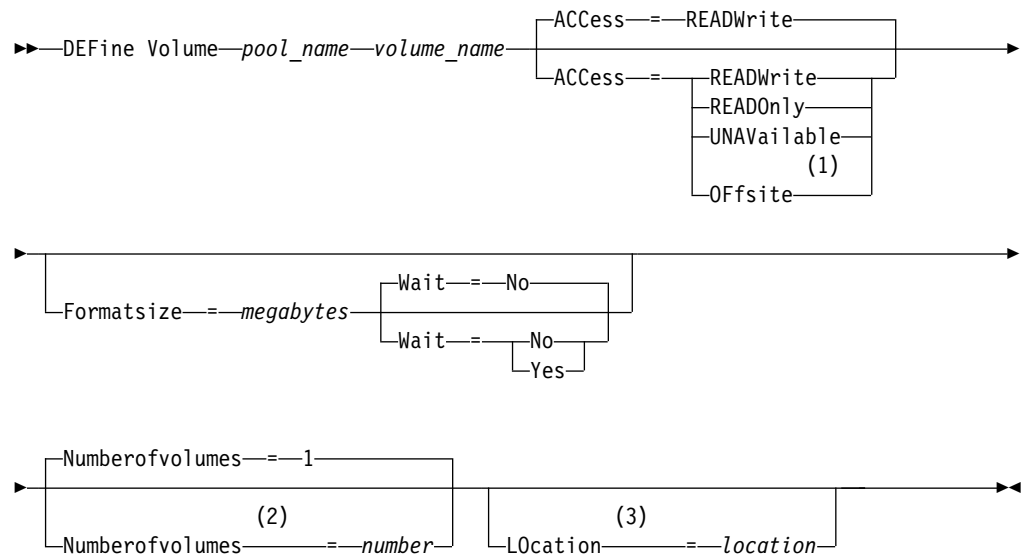 ACCess = READWrite
DEFine Volume pool_name volume_name
ACCess = READWrite
READOnly
UNAVailable
(1)
OFfsite
Wait = No
Formatsize = megabytes
Wait = No
Yes
Numberofvolumes = 1
(2) (3)
Numberofvolumes = number LOcation = location